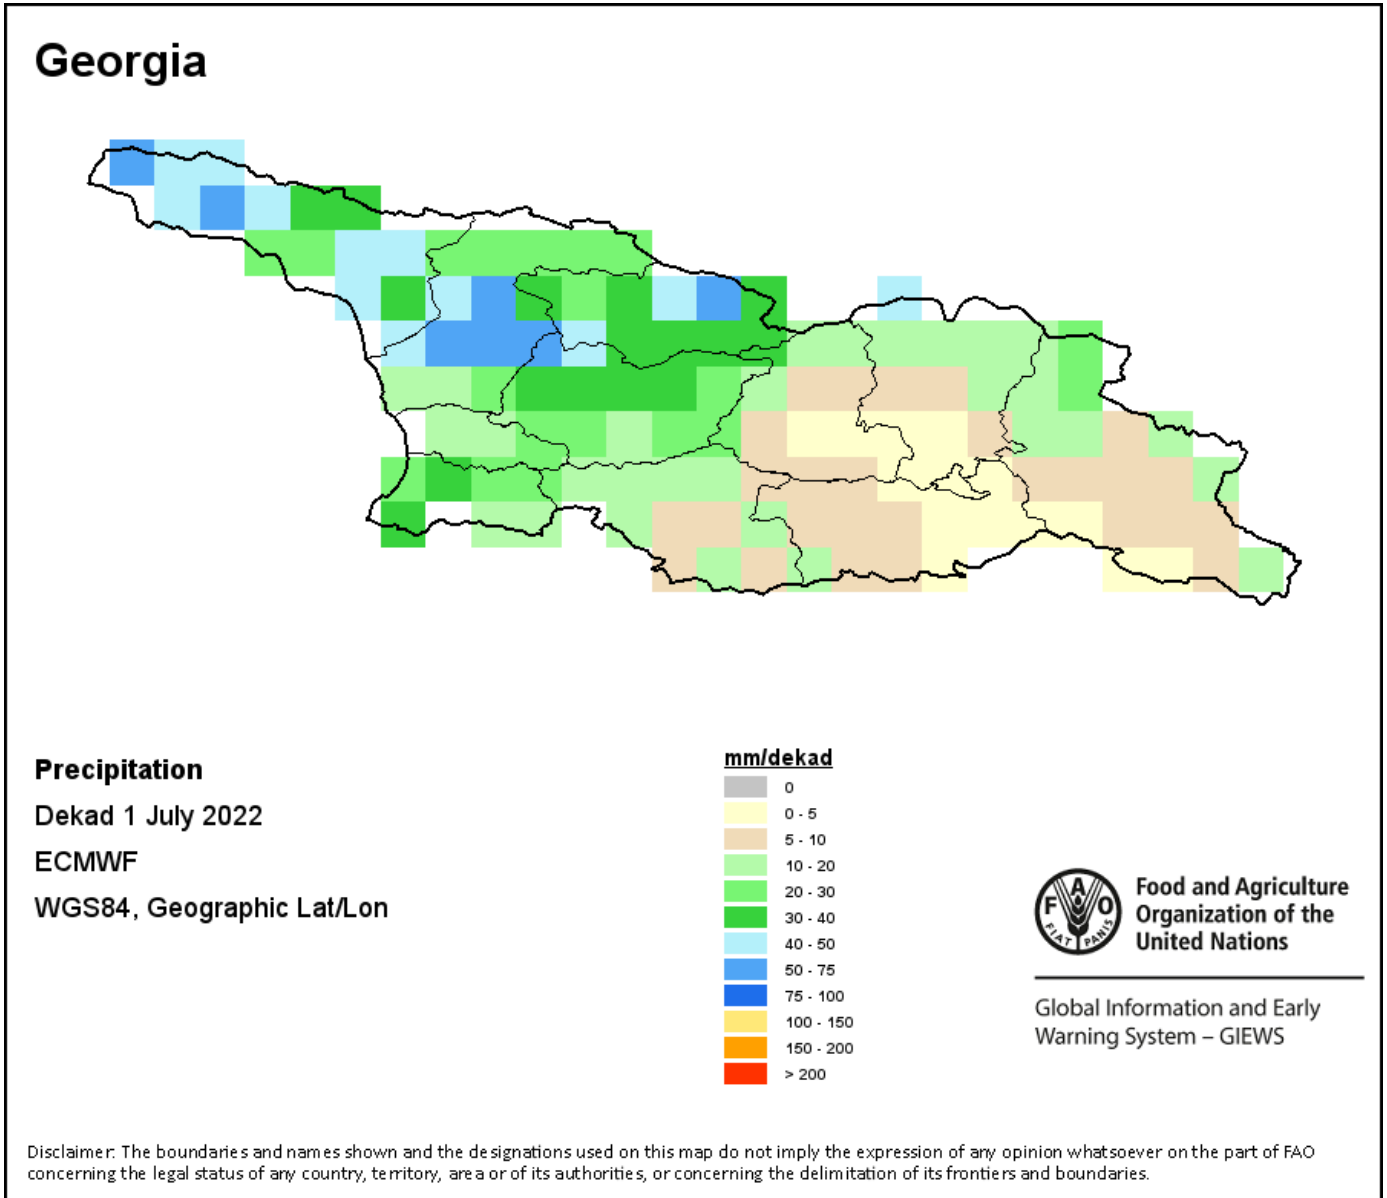 Georgia
Precipitation
Dekad 1 July 2022
ECMWF
WGS84, Geographic Lat/Lon
mm/dekad
0
0 - 5
5 - 10
10 - 20
20 - 30
30 - 40
40 - 50
50 - 75
75 - 100
100 - 150
150 - 200
> 200
F A O
FIAT PANIS
Food and Agriculture
Organization of the
United Nations
Global Information and Early
Warning System – GIEWS
Disclaimer: The boundaries and names shown and the designations used on this map do not imply the expression of any opinion whatsoever on the part of FAO
concerning the legal status of any country, territory, area or of its authorities, or concerning the delimitation of its frontiers and boundaries.